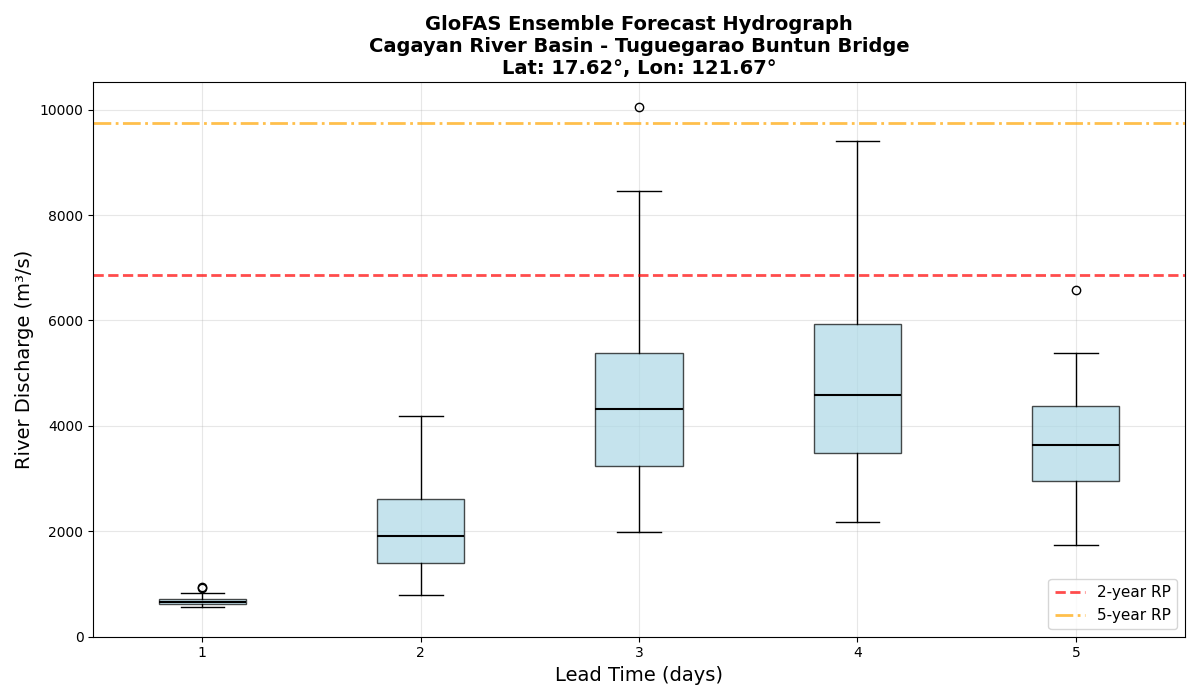 GloFAS Ensemble Forecast Hydrograph
Cagayan River Basin - Tuguegarao Buntun Bridge
Lat: 17.62°, Lon: 121.67°
River Discharge (m³/s)
10000
8000
6000
4000
2000
0
2-year RP
5-year RP
1 2 3 4 5
Lead Time (days)